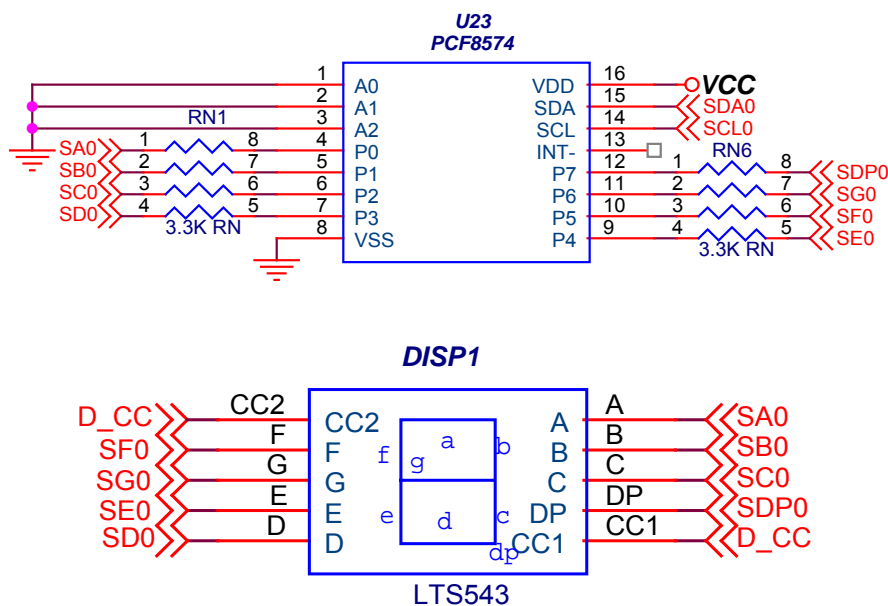 U23
PCF8574
1 A0 VDD 16 VCC
2 A1 SDA 15 SDA0
RN1 3 A2 SCL 14 SCL0
SA0 1 8 4 P0 INT- 13
SB0 2 7 5 P1 P7 12 1 RN6 8 SDP0
SC0 3 6 6 P2 P6 11 2 7 SG0
SD0 4 5 7 P3 P5 10 3 6 SF0
3.3K RN 8 VSS P4 9 4 5 SE0
3.3K RN
DISP1
D_CC CC2 CC2 A A SA0
SF0 F F f a b B B SB0
SG0 G G g C C SC0
SE0 E E e d c DP DP SDP0
SD0 D D dp CC1 CC1 D_CC
LTS543